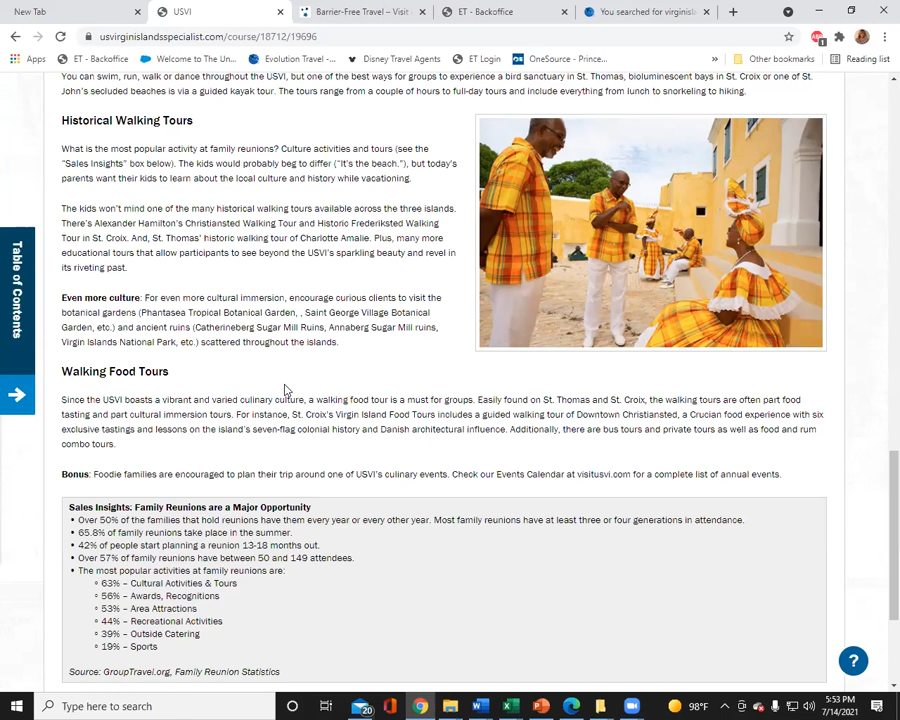 New Tab
USVI
Barrier-Free Travel – Visit
ET - Backoffice
You searched for virginisl
usvirginislandsspecialist.com/course/18712/19696
Apps
ET - Backoffice
Welcome to The Un...
Evolution Travel -...
Disney Travel Agents
ET Login
OneSource - Prince...
»
Other bookmarks
Reading list
You can swim, run, walk or dance throughout the USVI, but one of the best ways for groups to experience a bird sanctuary in St. Thomas, bioluminescent bays in St. Croix or one of St.
John's secluded beaches is via a guided kayak tour. The tours range from a couple of hours to full-day tours and include everything from lunch to snorkeling to hiking.
Historical Walking Tours
What is the most popular activity at family reunions? Culture activities and tours (see the
"Sales Insights" box below). The kids would probably beg to differ ("It's the beach."), but today's
parents want their kids to learn about the local culture and history while vacationing.
The kids won't mind one of the many historical walking tours available across the three islands.
There's Alexander Hamilton's Christiansted Walking Tour and Historic Frederiksted Walking
Tour in St. Croix. And, St. Thomas' historic walking tour of Charlotte Amalie. Plus, many more
educational tours that allow participants to see beyond the USVI's sparkling beauty and revel in
its riveting past.
Even more culture: For even more cultural immersion, encourage curious clients to visit the
botanical gardens (Phantasea Tropical Botanical Garden, , Saint George Village Botanical
Garden, etc.) and ancient ruins (Catherineberg Sugar Mill Ruins, Annaberg Sugar Mill ruins,
Virgin Islands National Park, etc.) scattered throughout the islands.
Table of Contents
Walking Food Tours
Since the USVI boasts a vibrant and varied culinary culture, a walking food tour is a must for groups. Easily found on St. Thomas and St. Croix, the walking tours are often part food
tasting and part cultural immersion tours. For instance, St. Croix's Virgin Island Food Tours includes a guided walking tour of Downtown Christiansted, a Crucian food experience with six
exclusive tastings and lessons on the island's seven-flag colonial history and Danish architectural influence. Additionally, there are bus tours and private tours as well as food and rum
combo tours.
Bonus: Foodie families are encouraged to plan their trip around one of USVI's culinary events. Check our Events Calendar at visitusvi.com for a complete list of annual events.
Sales Insights: Family Reunions are a Major Opportunity
• Over 50% of the families that hold reunions have them every year or every other year. Most family reunions have at least three or four generations in attendance.
• 65.8% of family reunions take place in the summer.
• 42% of people start planning a reunion 13-18 months out.
• Over 57% of family reunions have between 50 and 149 attendees.
• The most popular activities at family reunions are:
◦ 63% – Cultural Activities & Tours
◦ 56% – Awards, Recognitions
◦ 53% – Area Attractions
◦ 44% – Recreational Activities
◦ 39% – Outside Catering
◦ 19% – Sports
Source: GroupTravel.org, Family Reunion Statistics
?
Type here to search
20
98°F
5:53 PM
7/14/2021